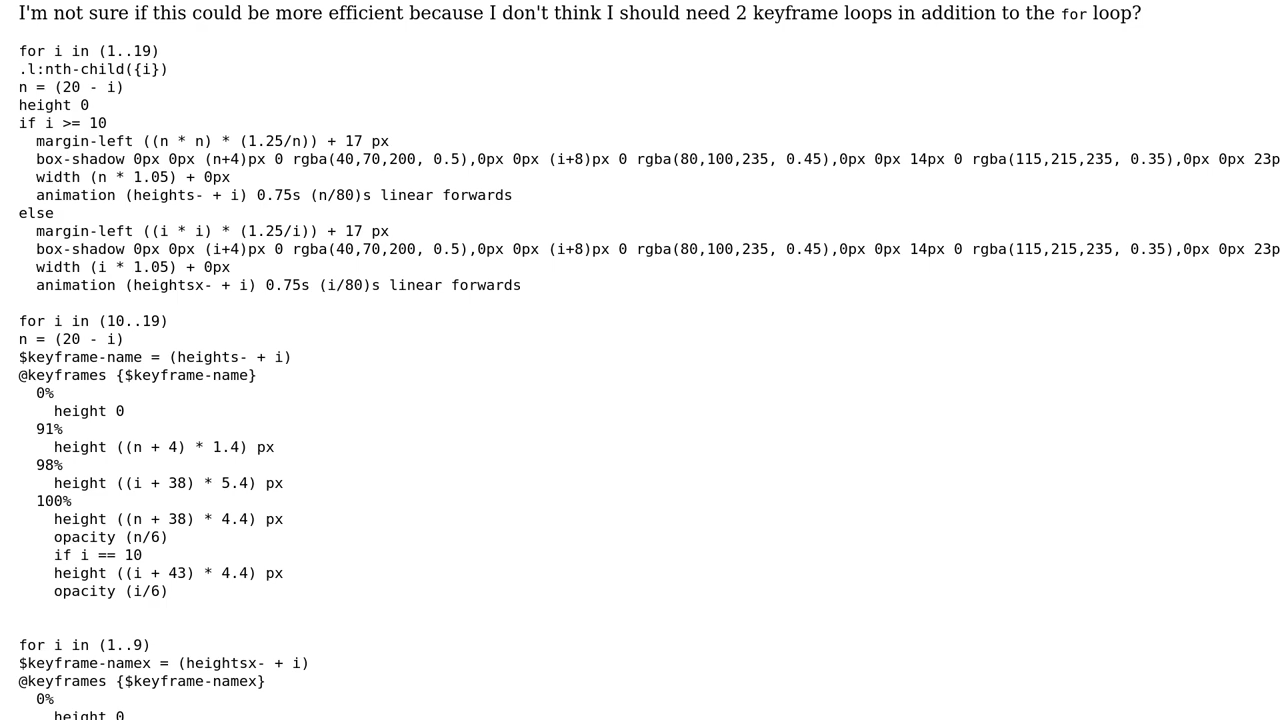 I'm not sure if this could be more efficient because I don't think I should need 2 keyframe loops in addition to the for loop?
for i in (1..19)
.l:nth-child({i})
n = (20 - i)
height 0
if i >= 10
margin-left ((n * n) * (1.25/n)) + 17 px
box-shadow 0px 0px (n+4)px 0 rgba(40,70,200, 0.5),0px 0px (i+8)px 0 rgba(80,100,235, 0.45),0px 0px 14px 0 rgba(115,215,235, 0.35),0px 0px 23p
width (n * 1.05) + 0px
animation (heights- + i) 0.75s (n/80)s linear forwards
else
margin-left ((i * i) * (1.25/i)) + 17 px
box-shadow 0px 0px (i+4)px 0 rgba(40,70,200, 0.5),0px 0px (i+8)px 0 rgba(80,100,235, 0.45),0px 0px 14px 0 rgba(115,215,235, 0.35),0px 0px 23p
width (i * 1.05) + 0px
animation (heightsx- + i) 0.75s (i/80)s linear forwards
for i in (10..19)
n = (20 - i)
$keyframe-name = (heights- + i)
@keyframes {$keyframe-name}
0%
height 0
91%
height ((n + 4) * 1.4) px
98%
height ((i + 38) * 5.4) px
100%
height ((n + 38) * 4.4) px
opacity (n/6)
if i == 10
height ((i + 43) * 4.4) px
opacity (i/6)
for i in (1..9)
$keyframe-namex = (heightsx- + i)
@keyframes {$keyframe-namex}
0%
height 0